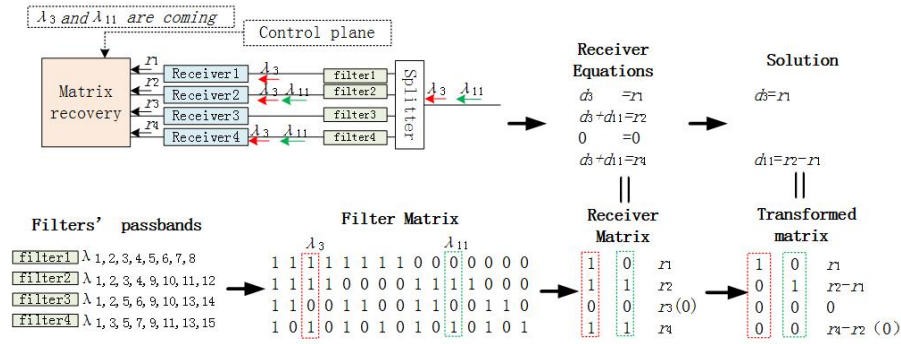 λ3 and λ11 are coming
Control plane
Matrix recovery
r1
r2
r3
r4
Receiver1
Receiver2
Receiver3
Receiver4
λ3
λ3 λ11
λ3 λ11
filter1
filter2
filter3
filter4
Splitter
λ3 λ11
Receiver Equations
d3 =r1
d3+d11=r2
0 =0
d3+d11=r4
Solution
d3=r1
d11=r2-r1
Filters' passbands
filter1 λ 1, 2, 3, 4, 5, 6, 7, 8
filter2 λ 1, 2, 3, 4, 9, 10, 11, 12
filter3 λ 1, 2, 5, 6, 9, 10, 13, 14
filter4 λ 1, 3, 5, 7, 9, 11, 13, 15
Filter Matrix
λ3 λ11
1 1 1 1 1 1 1 1 0 0 0 0 0 0 0
1 1 1 1 0 0 0 0 1 1 1 1 0 0 0
1 1 0 0 1 1 0 0 1 1 0 0 1 1 0
1 0 1 0 1 0 1 0 1 0 1 0 1 0 1
Receiver Matrix
1 0 r1
1 1 r2
0 0 r3(0)
1 1 r4
Transformed matrix
1 0 r1
0 1 r2-r1
0 0 0
0 0 r4-r2 (0)